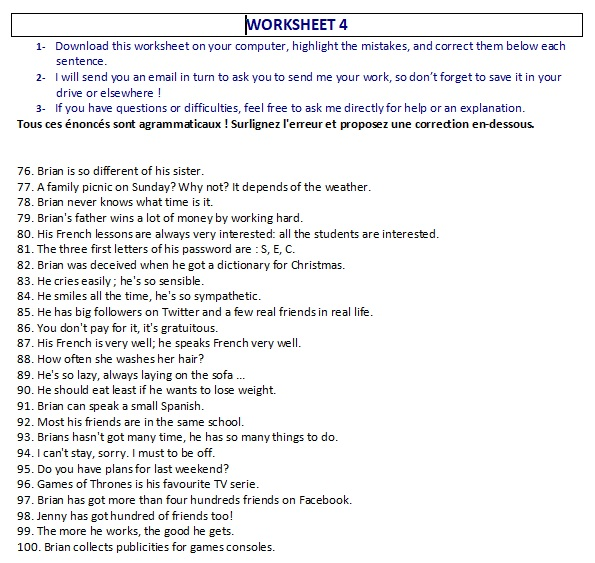 WORKSHEET 4
1- Download this worksheet on your computer, highlight the mistakes, and correct them below each
sentence.
2- I will send you an email in turn to ask you to send me your work, so don't forget to save it in your
drive or elsewhere !
3- If you have questions or difficulties, feel free to ask me directly for help or an explanation.
Tous ces énoncés sont agrammaticaux ! Surlignez l'erreur et proposez une correction en-dessous.
76. Brian is so different of his sister.
77. A family picnic on Sunday? Why not? It depends of the weather.
78. Brian never knows what time is it.
79. Brian's father wins a lot of money by working hard.
80. His French lessons are always very interested: all the students are interested.
81. The three first letters of his password are : S, E, C.
82. Brian was deceived when he got a dictionary for Christmas.
83. He cries easily ; he's so sensible.
84. He smiles all the time, he's so sympathetic.
85. He has big followers on Twitter and a few real friends in real life.
86. You don't pay for it, it's gratuitous.
87. His French is very well; he speaks French very well.
88. How often she washes her hair?
89. He's so lazy, always laying on the sofa ...
90. He should eat least if he wants to lose weight.
91. Brian can speak a small Spanish.
92. Most his friends are in the same school.
93. Brians hasn't got many time, he has so many things to do.
94. I can't stay, sorry. I must to be off.
95. Do you have plans for last weekend?
96. Games of Thrones is his favourite TV serie.
97. Brian has got more than four hundreds friends on Facebook.
98. Jenny has got hundred of friends too!
99. The more he works, the good he gets.
100. Brian collects publicities for games consoles.